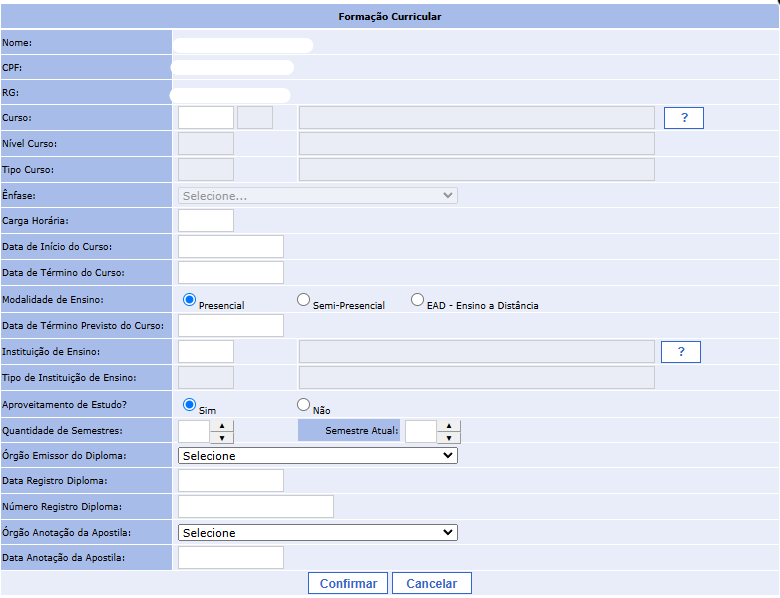 Formação Curricular
Nome:
CPF:
RG:
Curso: ?
Nível Curso:
Tipo Curso:
Ênfase: Selecione...
Carga Horária:
Data de Início do Curso:
Data de Término do Curso:
Modalidade de Ensino: Presencial Semi-Presencial EAD - Ensino a Distância
Data de Término Previsto do Curso:
Instituição de Ensino: ?
Tipo de Instituição de Ensino:
Aproveitamento de Estudo? Sim Não
Quantidade de Semestres: Semestre Atual:
Órgão Emissor do Diploma: Selecione
Data Registro Diploma:
Número Registro Diploma:
Órgão Anotação da Apostila: Selecione
Data Anotação da Apostila:
Confirmar Cancelar